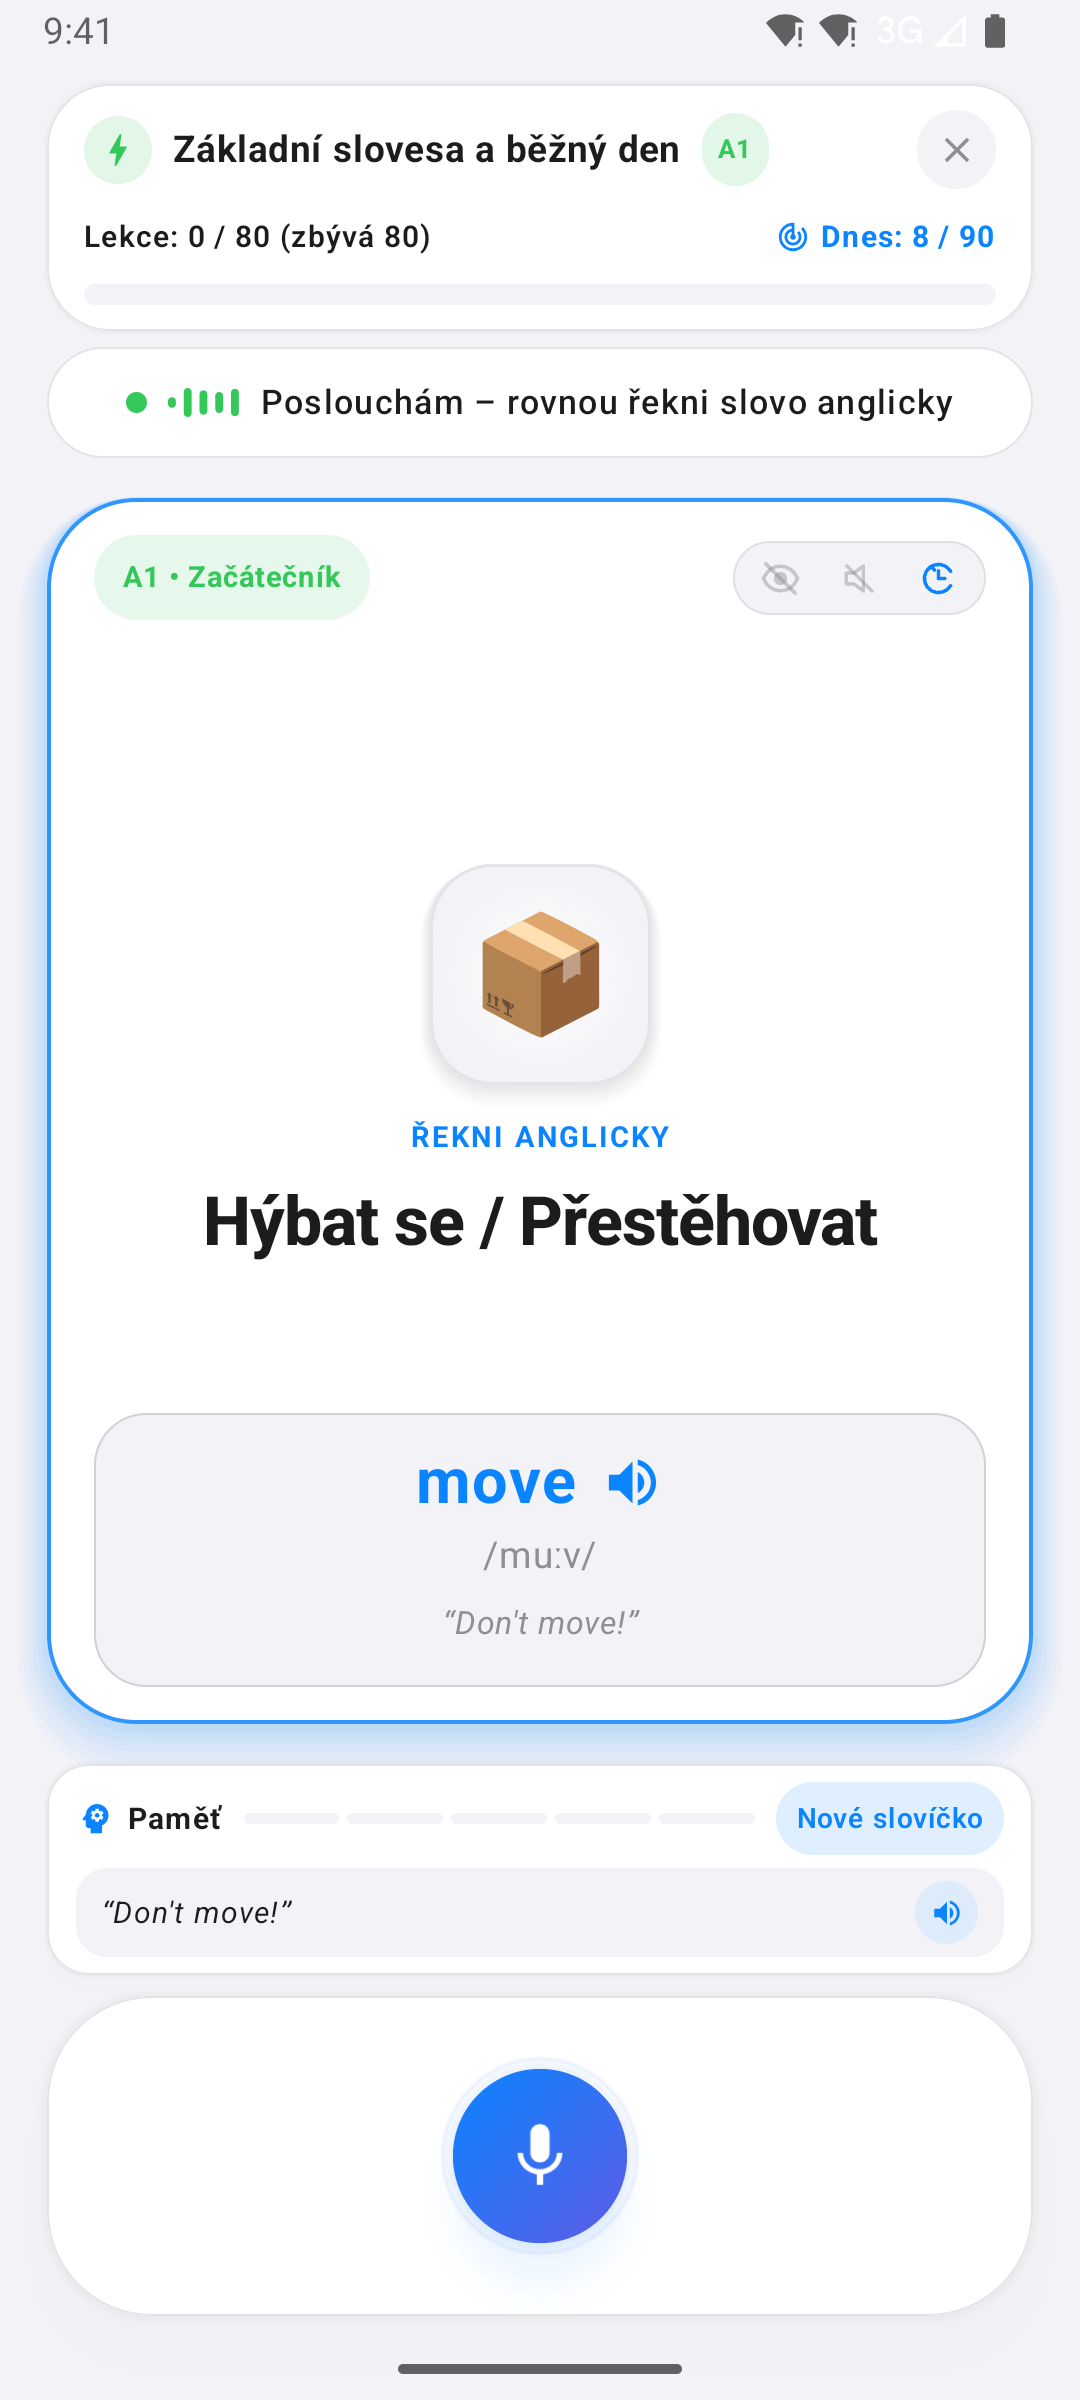 9:41
3G
Základní slovesa a běžný den A1
Lekce: 0 / 80 (zbývá 80)
Dnes: 8 / 90
Poslouchám – rovnou řekni slovo anglicky
A1 • Začátečník
ŘEKNI ANGLICKY
Hýbat se / Přestěhovat
move
/muːv/
“Don't move!”
Paměť
Nové slovíčko
“Don't move!”